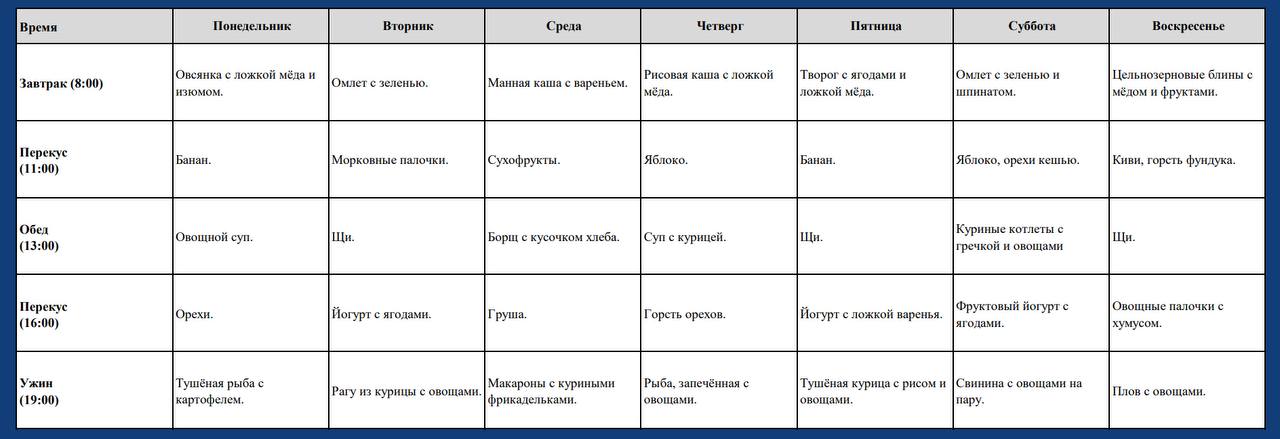 Время
Понедельник
Вторник
Среда
Четверг
Пятница
Суббота
Воскресенье
Завтрак (8:00)
Овсянка с ложкой мёда и
изюмом.
Омлет с зеленью.
Манная каша с вареньем.
Рисовая каша с ложкой
мёда.
Творог с ягодами и
ложкой мёда.
Омлет с зеленью и
шпинатом.
Цельнозерновые блины с
мёдом и фруктами.
Перекус
(11:00)
Банан.
Морковные палочки.
Сухофрукты.
Яблоко.
Банан.
Яблоко, орехи кешью.
Киви, горсть фундука.
Обед
(13:00)
Овощной суп.
Щи.
Борщ с кусочком хлеба.
Суп с курицей.
Щи.
Куриные котлеты с
гречкой и овощами
Щи.
Перекус
(16:00)
Орехи.
Йогурт с ягодами.
Груша.
Горсть орехов.
Йогурт с ложкой варенья.
Фруктовый йогурт с
ягодами.
Овощные палочки с
хумусом.
Ужин
(19:00)
Тушёная рыба с
картофелем.
Рагу из курицы с овощами.
Макароны с куриными
фрикадельками.
Рыба, запечённая с
овощами.
Тушёная курица с рисом и
овощами.
Свинина с овощами на
пару.
Плов с овощами.